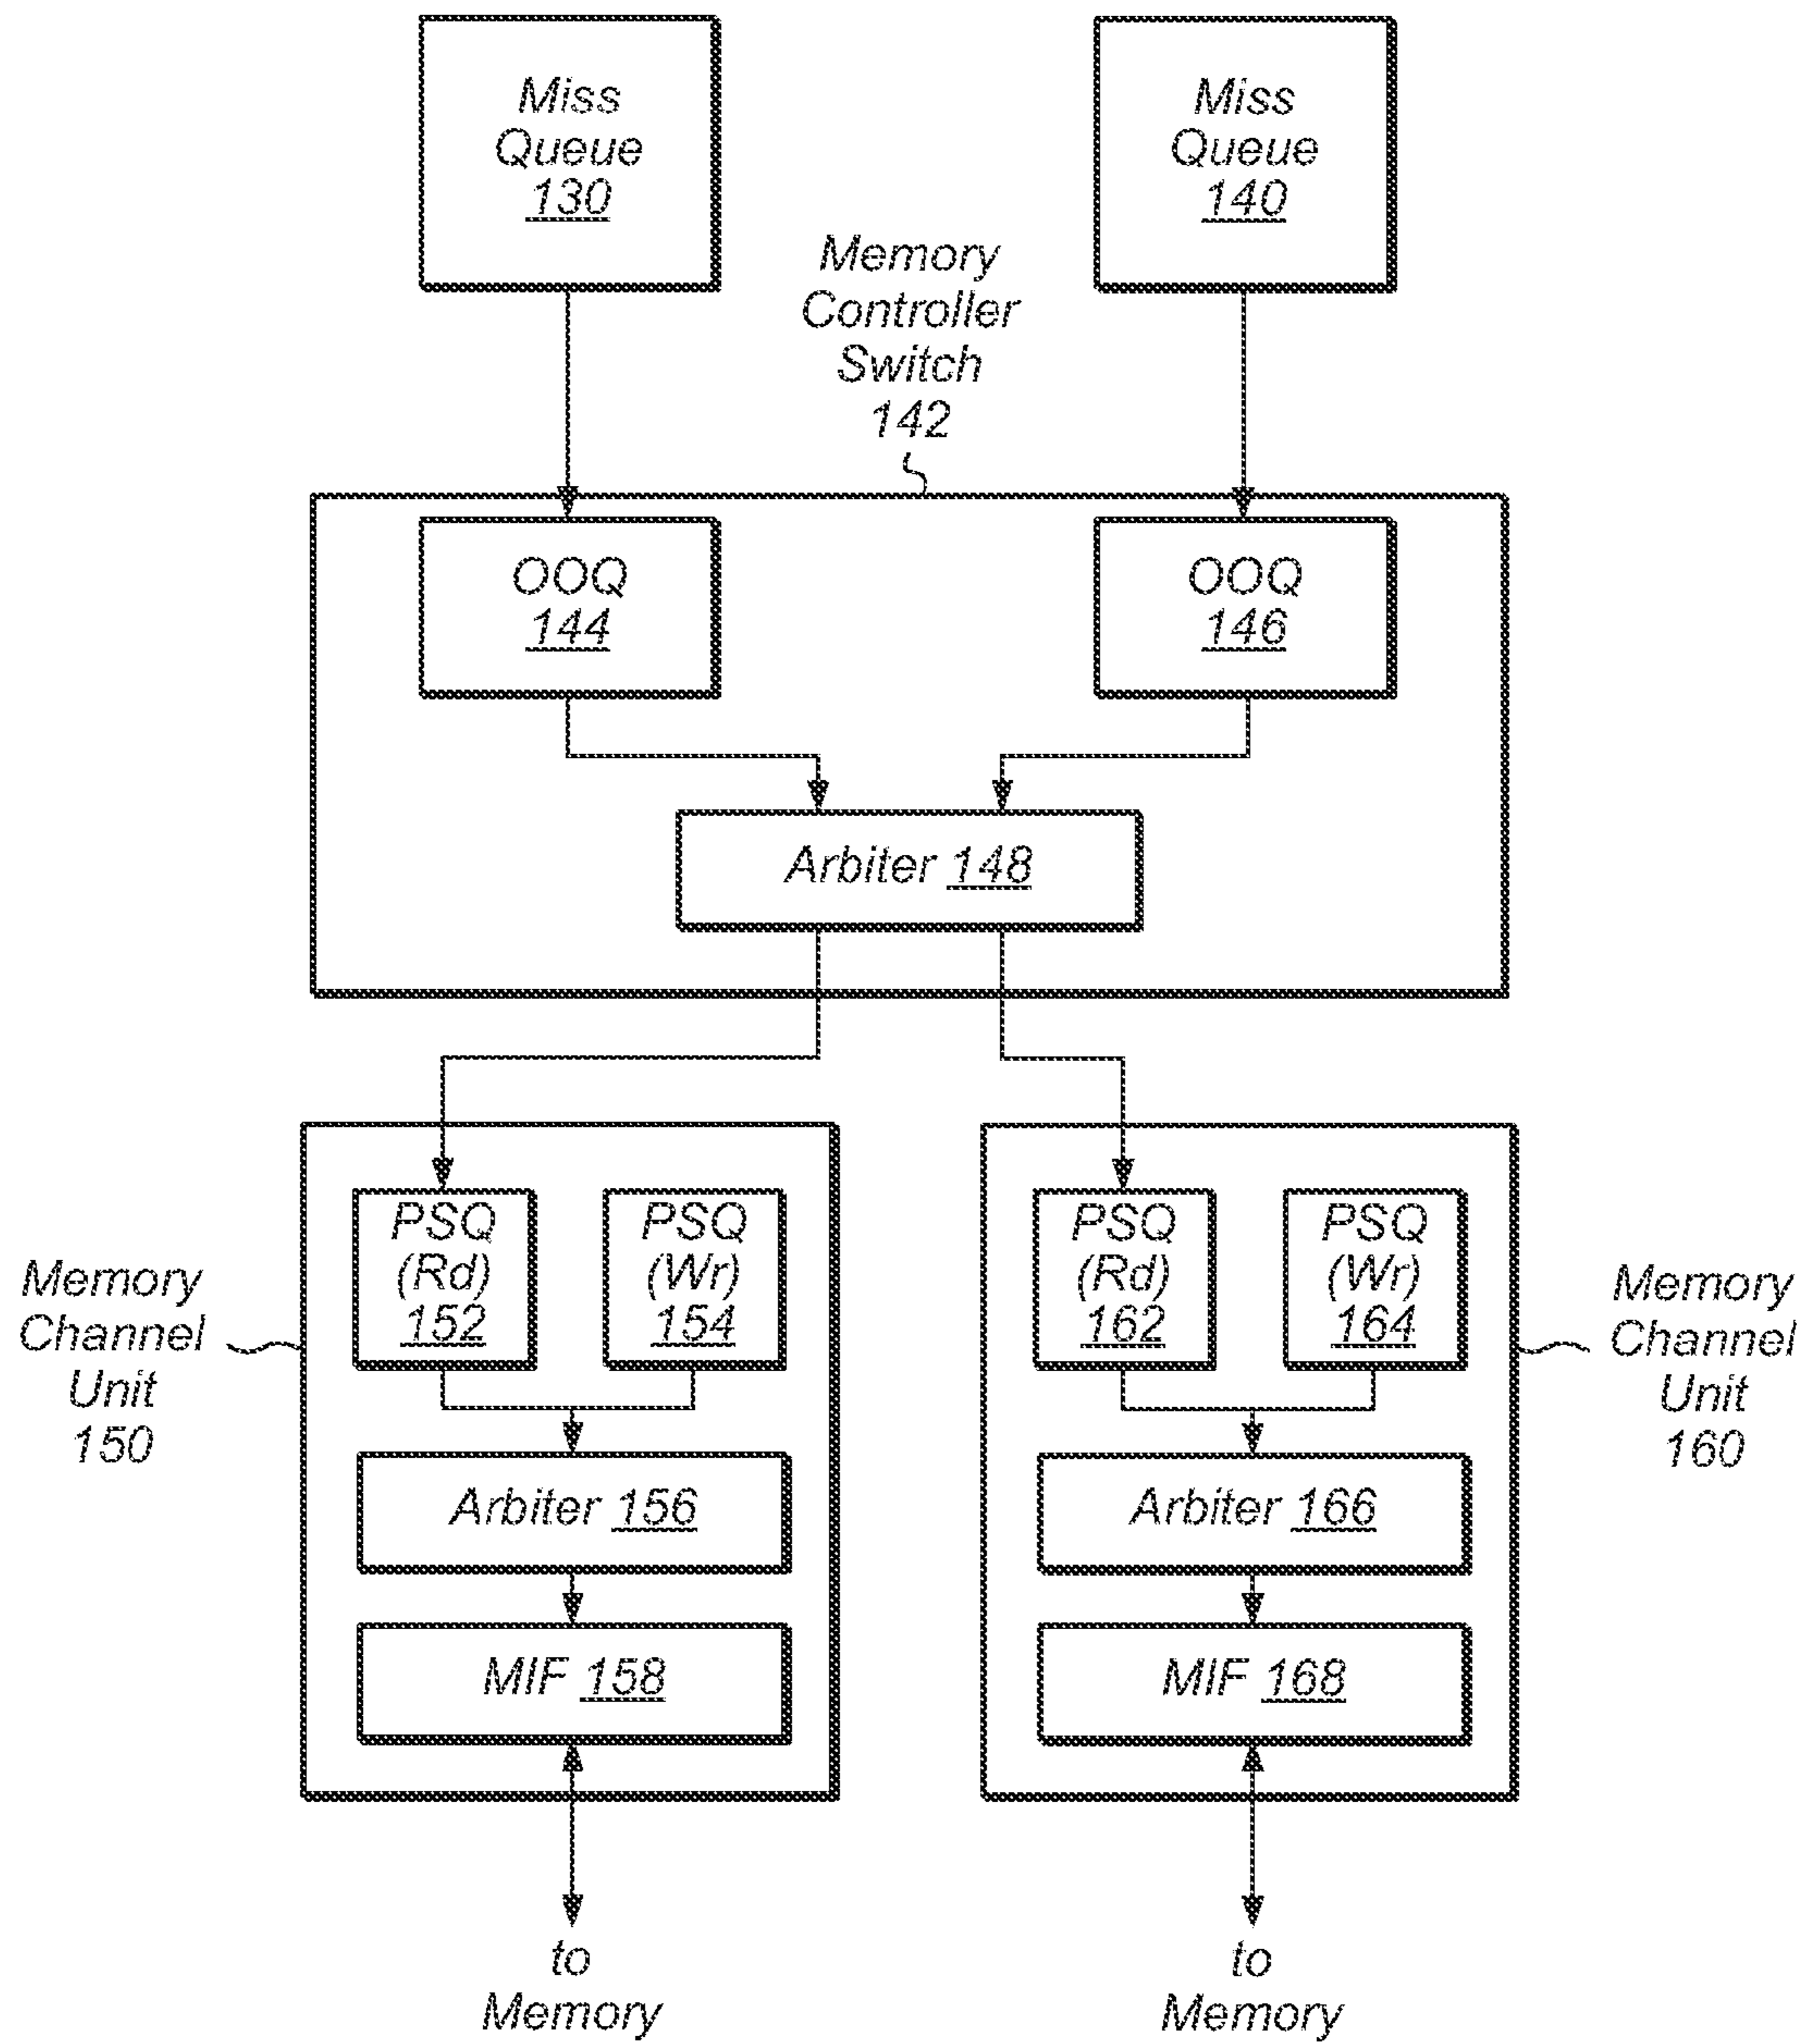 Miss
Queue
130
Miss
Queue
140
Memory
Controller
Switch
142
OOQ
144
OOQ
146
Arbiter 148
Memory
Channel
Unit
150
PSQ
(Rd)
152
PSQ
(Wr)
154
Arbiter 156
MIF 158
to
Memory
PSQ
(Rd)
162
PSQ
(Wr)
164
Arbiter 166
MIF 168
to
Memory
Memory
Channel
Unit
160